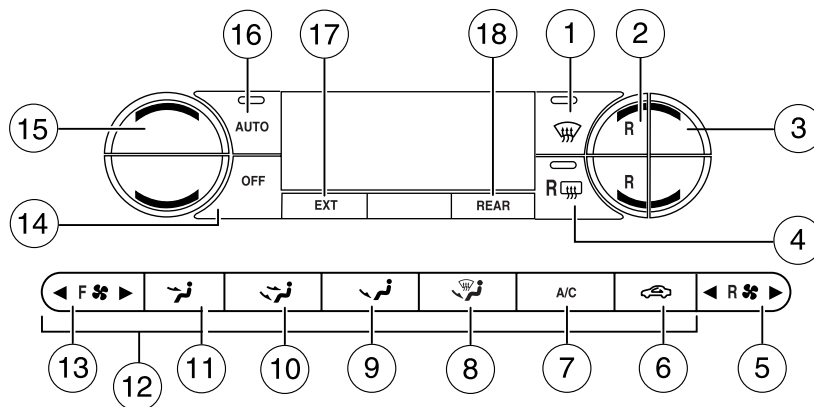 16 17 18 1 2
15 AUTO R 3
OFF R R
EXT REAR
14 4
◀ F ▶ A/C ◀ R ▶
13 12 11 10 9 8 7 6 5